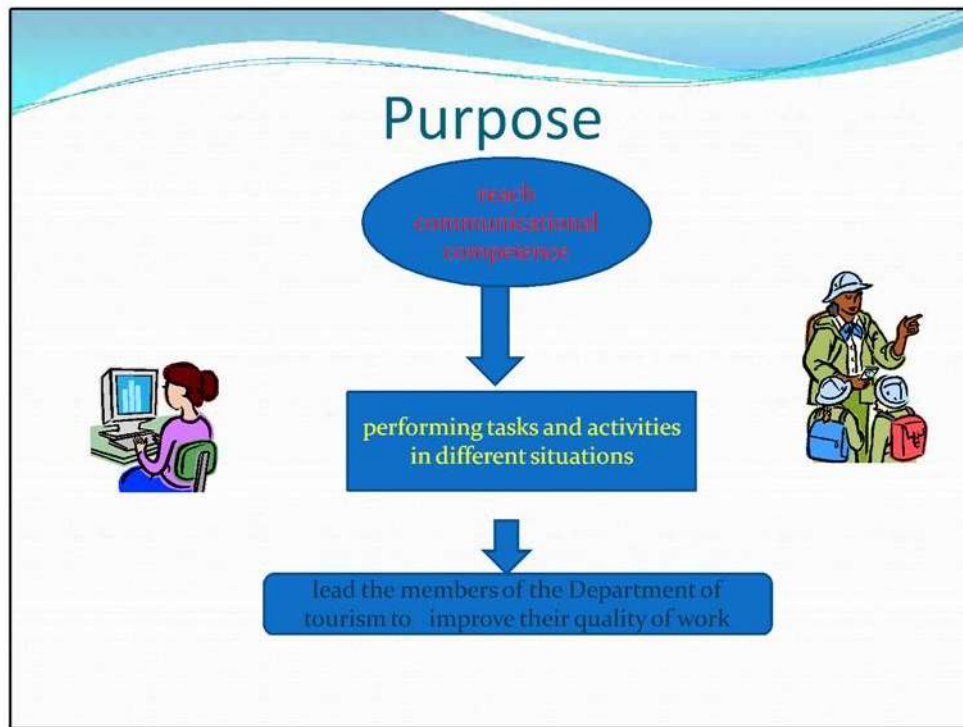 Purpose
reach
communicational
competence
performing tasks and activities
in different situations
lead the members of the Department of
tourism to improve their quality of work